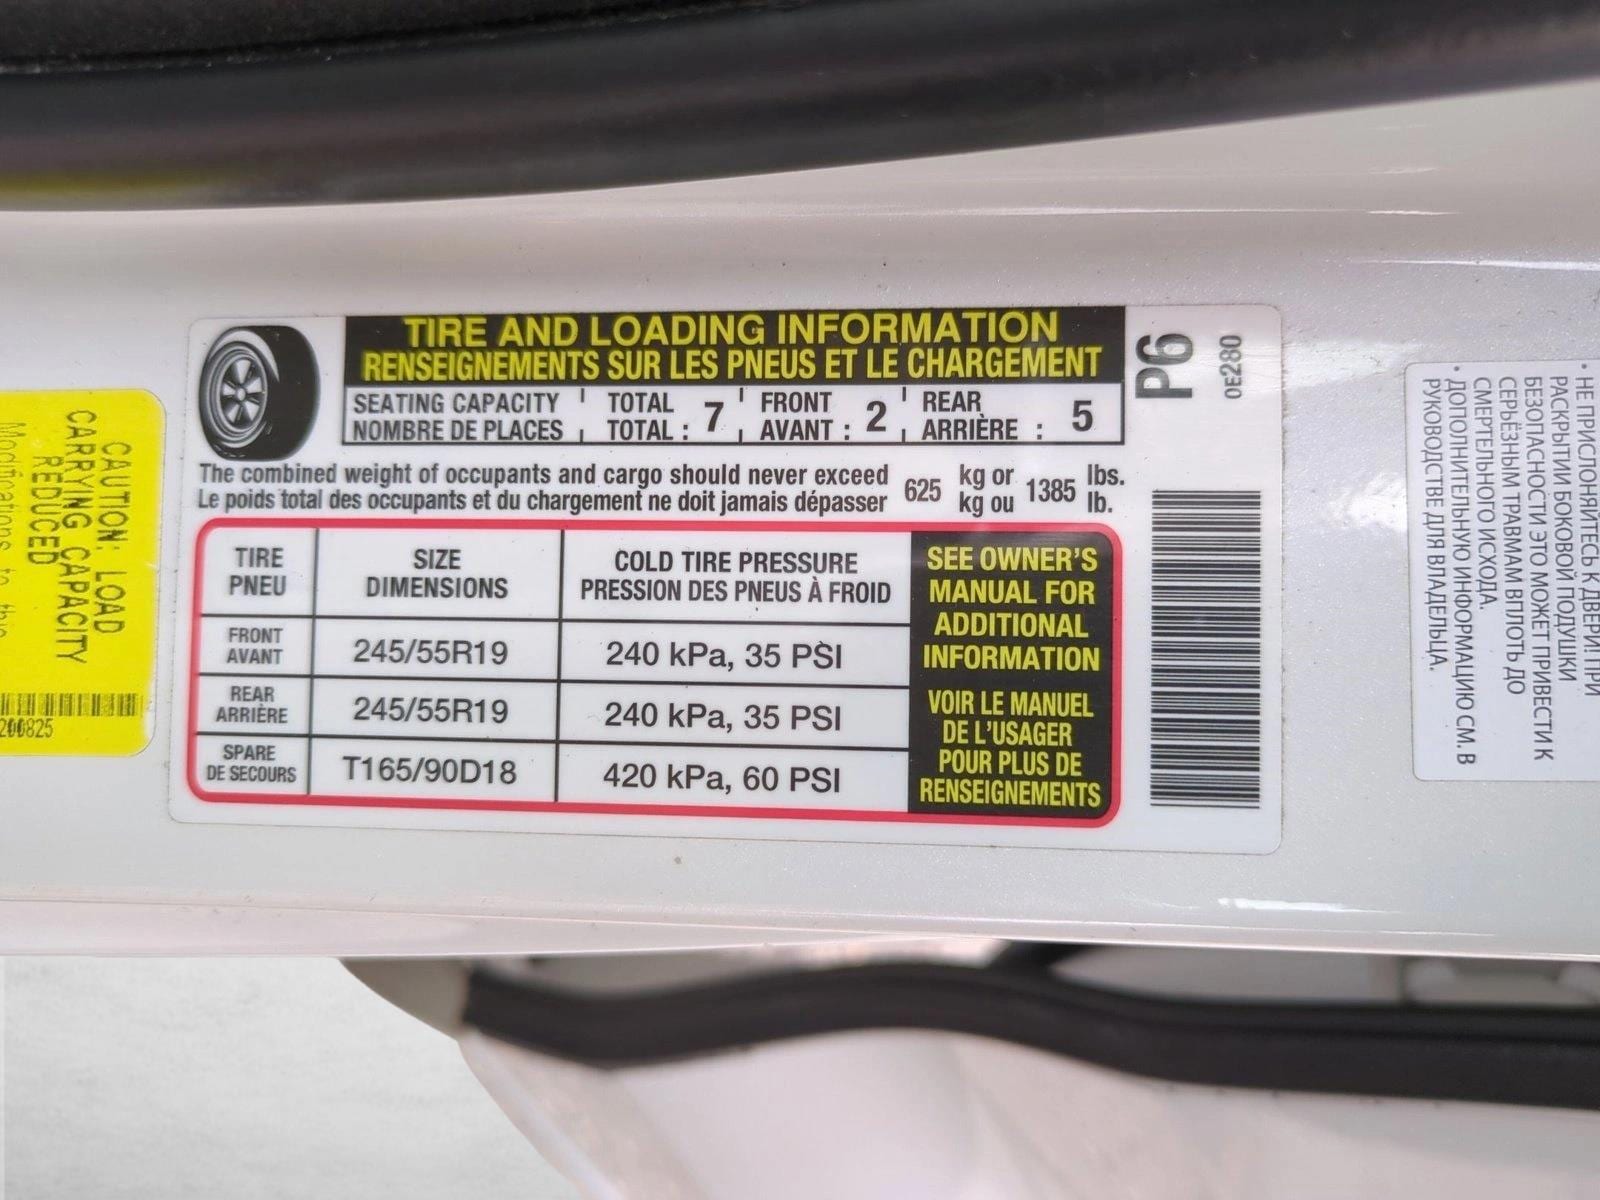 TIRE AND LOADING INFORMATION
RENSEIGNEMENTS SUR LES PNEUS ET LE CHARGEMENT
SEATING CAPACITY TOTAL 7 FRONT 2 REAR 5
NOMBRE DE PLACES TOTAL : AVANT : ARRIÈRE :
The combined weight of occupants and cargo should never exceed 625 kg or 1385 lbs.
Le poids total des occupants et du chargement ne doit jamais dépasser kg ou lb.
TIRE SIZE COLD TIRE PRESSURE
PNEU DIMENSIONS PRESSION DES PNEUS À FROID
FRONT
AVANT 245/55R19 240 kPa, 35 PSI
REAR
ARRIÈRE 245/55R19 240 kPa, 35 PSI
SPARE
DE SECOURS T165/90D18 420 kPa, 60 PSI
SEE OWNER'S
MANUAL FOR
ADDITIONAL
INFORMATION
VOIR LE MANUEL
DE L'USAGER
POUR PLUS DE
RENSEIGNEMENTS
P6
0E280
CAUTION: LOAD
CARRYING CAPACITY
REDUCED
Modifications to this
200825
• НЕ ПРИСЛОНЯЙТЕСЬ К ДВЕРИ! ПРИ
РАСКРЫТИИ БОКОВОЙ ПОДУШКИ
БЕЗОПАСНОСТИ ЭТО МОЖЕТ ПРИВЕСТИ К
СЕРЬЁЗНЫМ ТРАВМАМ ВПЛОТЬ ДО
СМЕРТЕЛЬНОГО ИСХОДА.
• ДОПОЛНИТЕЛЬНУЮ ИНФОРМАЦИЮ СМ. В
РУКОВОДСТВЕ ДЛЯ ВЛАДЕЛЬЦА.